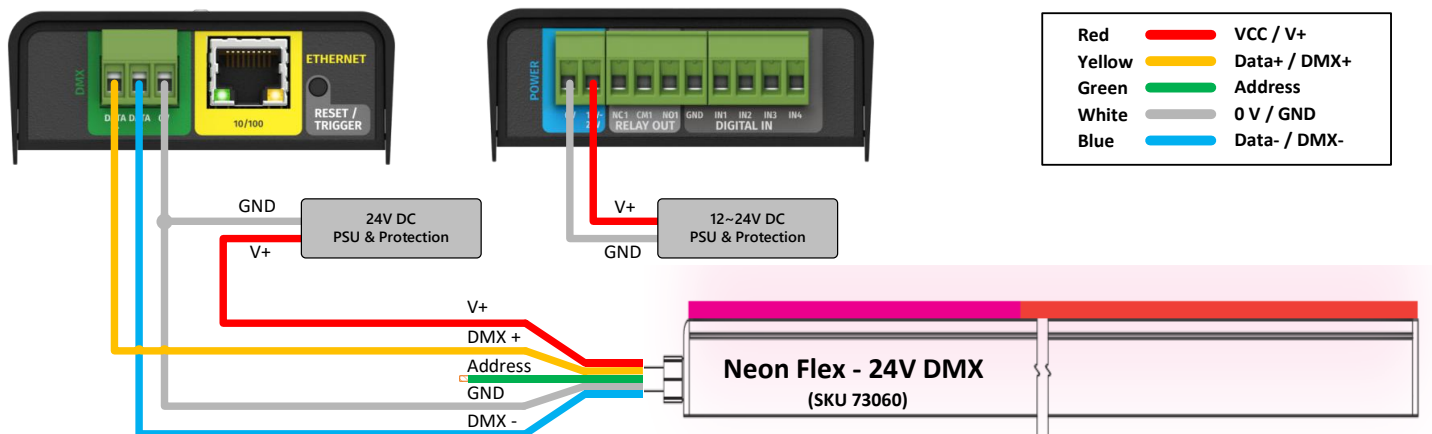 DMX
DATA DATA 0V
10/100
ETHERNET
RESET /
TRIGGER
POWER
0V 12~
24V
NC1 CM1 NO1 GND IN1 IN2 IN3 IN4
RELAY OUT DIGITAL IN
Red VCC / V+
Yellow Data+ / DMX+
Green Address
White 0 V / GND
Blue Data- / DMX-
GND
V+
24V DC
PSU & Protection
V+
GND
12~24V DC
PSU & Protection
V+
DMX +
Address
GND
DMX -
Neon Flex - 24V DMX
(SKU 73060)